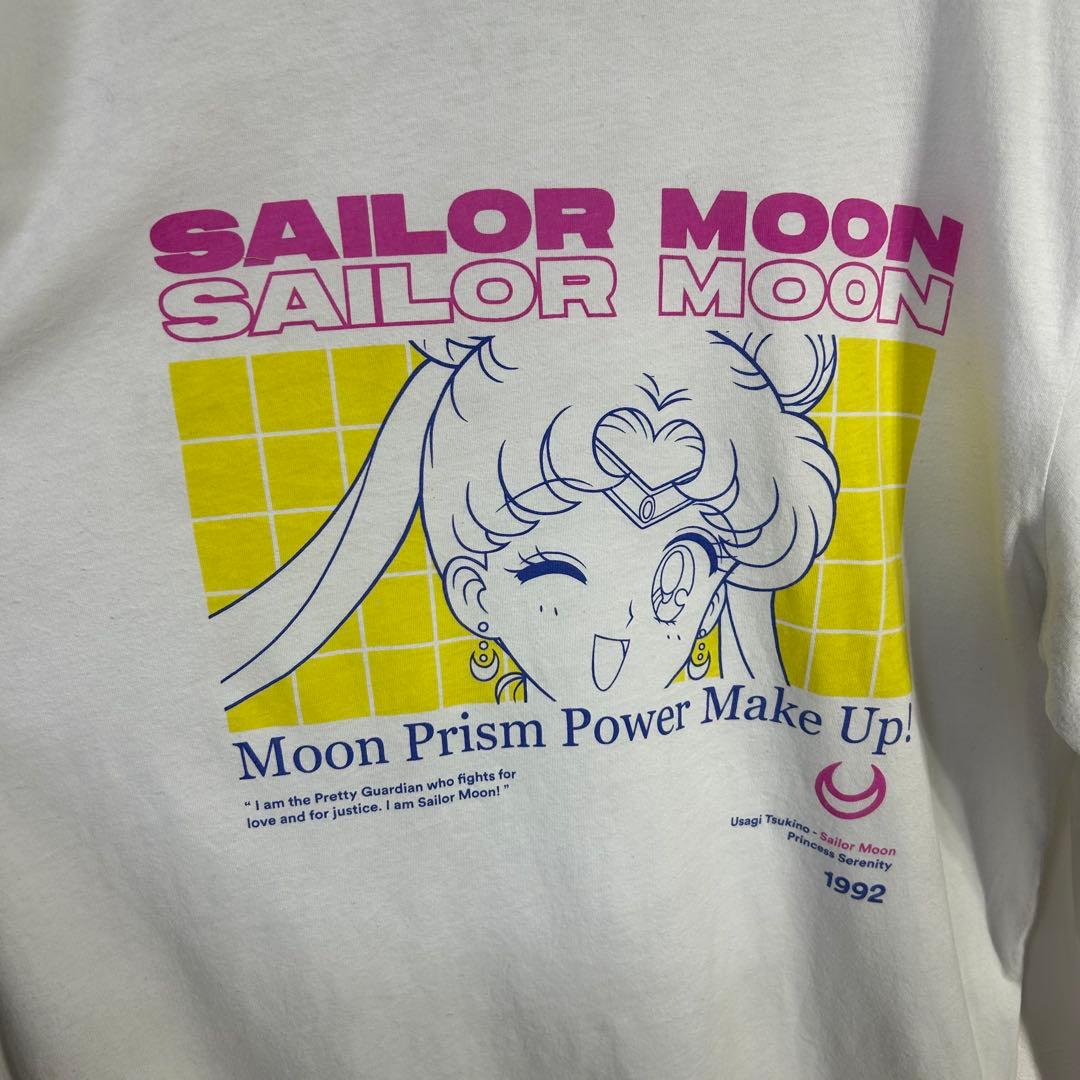 SAILOR MOON
SAILOR MOON
Moon Prism Power Make Up!
“ I am the Pretty Guardian who fights for
love and for justice. I am Sailor Moon! ”
Usagi Tsukino - Sailor Moon
Princess Serenity
1992